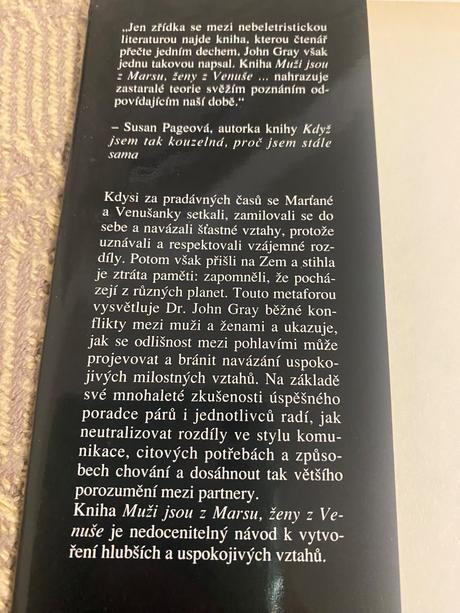 „Jen zřídka se mezi nebeletristickou
literaturou najde kniha, kterou čtenář
přečte jedním dechem, John Gray však
jednu takovou napsal. Kniha Muži jsou
z Marsu, ženy z Venuše ... nahrazuje
zastaralé teorie svěžím poznáním od-
povídajícím naší době.“
– Susan Pageová, autorka knihy Když
jsem tak kouzelná, proč jsem stále
sama
Kdysi za pradávných časů se Marťané
a Venušanky setkali, zamilovali se do
sebe a navázali šťastné vztahy, protože
uznávali a respektovali vzájemné roz-
díly. Potom však přišli na Zem a stihla
je ztráta paměti: zapomněli, že pochá-
zejí z různých planet. Touto metaforou
vysvětluje Dr. John Gray běžné kon-
flikty mezi muži a ženami a ukazuje,
jak se odlišnost mezi pohlavími může
projevovat a bránit navázání uspoko-
jivých milostných vztahů. Na základě
své mnohaleté zkušenosti úspěšného
poradce párů i jednotlivců radí, jak
neutralizovat rozdíly ve stylu komu-
nikace, citových potřebách a způso-
bech chování a dosáhnout tak většího
porozumění mezi partnery.
Kniha Muži jsou z Marsu, ženy z Ve-
nuše je nedocenitelný návod k vytvo-
ření hlubších a uspokojivých vztahů.